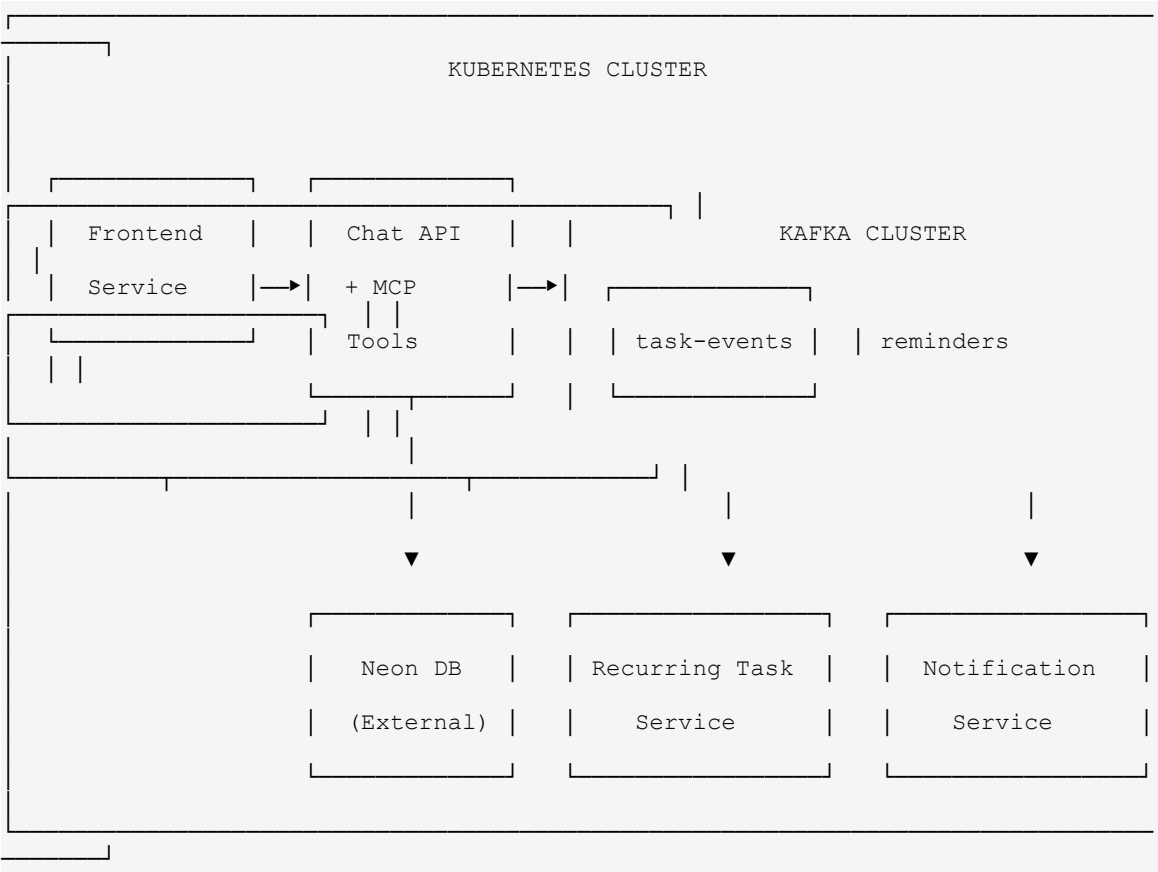 KUBERNETES CLUSTER
Frontend Chat API KAFKA CLUSTER
Service + MCP
Tools task-events reminders
Neon DB Recurring Task Notification
(External) Service Service